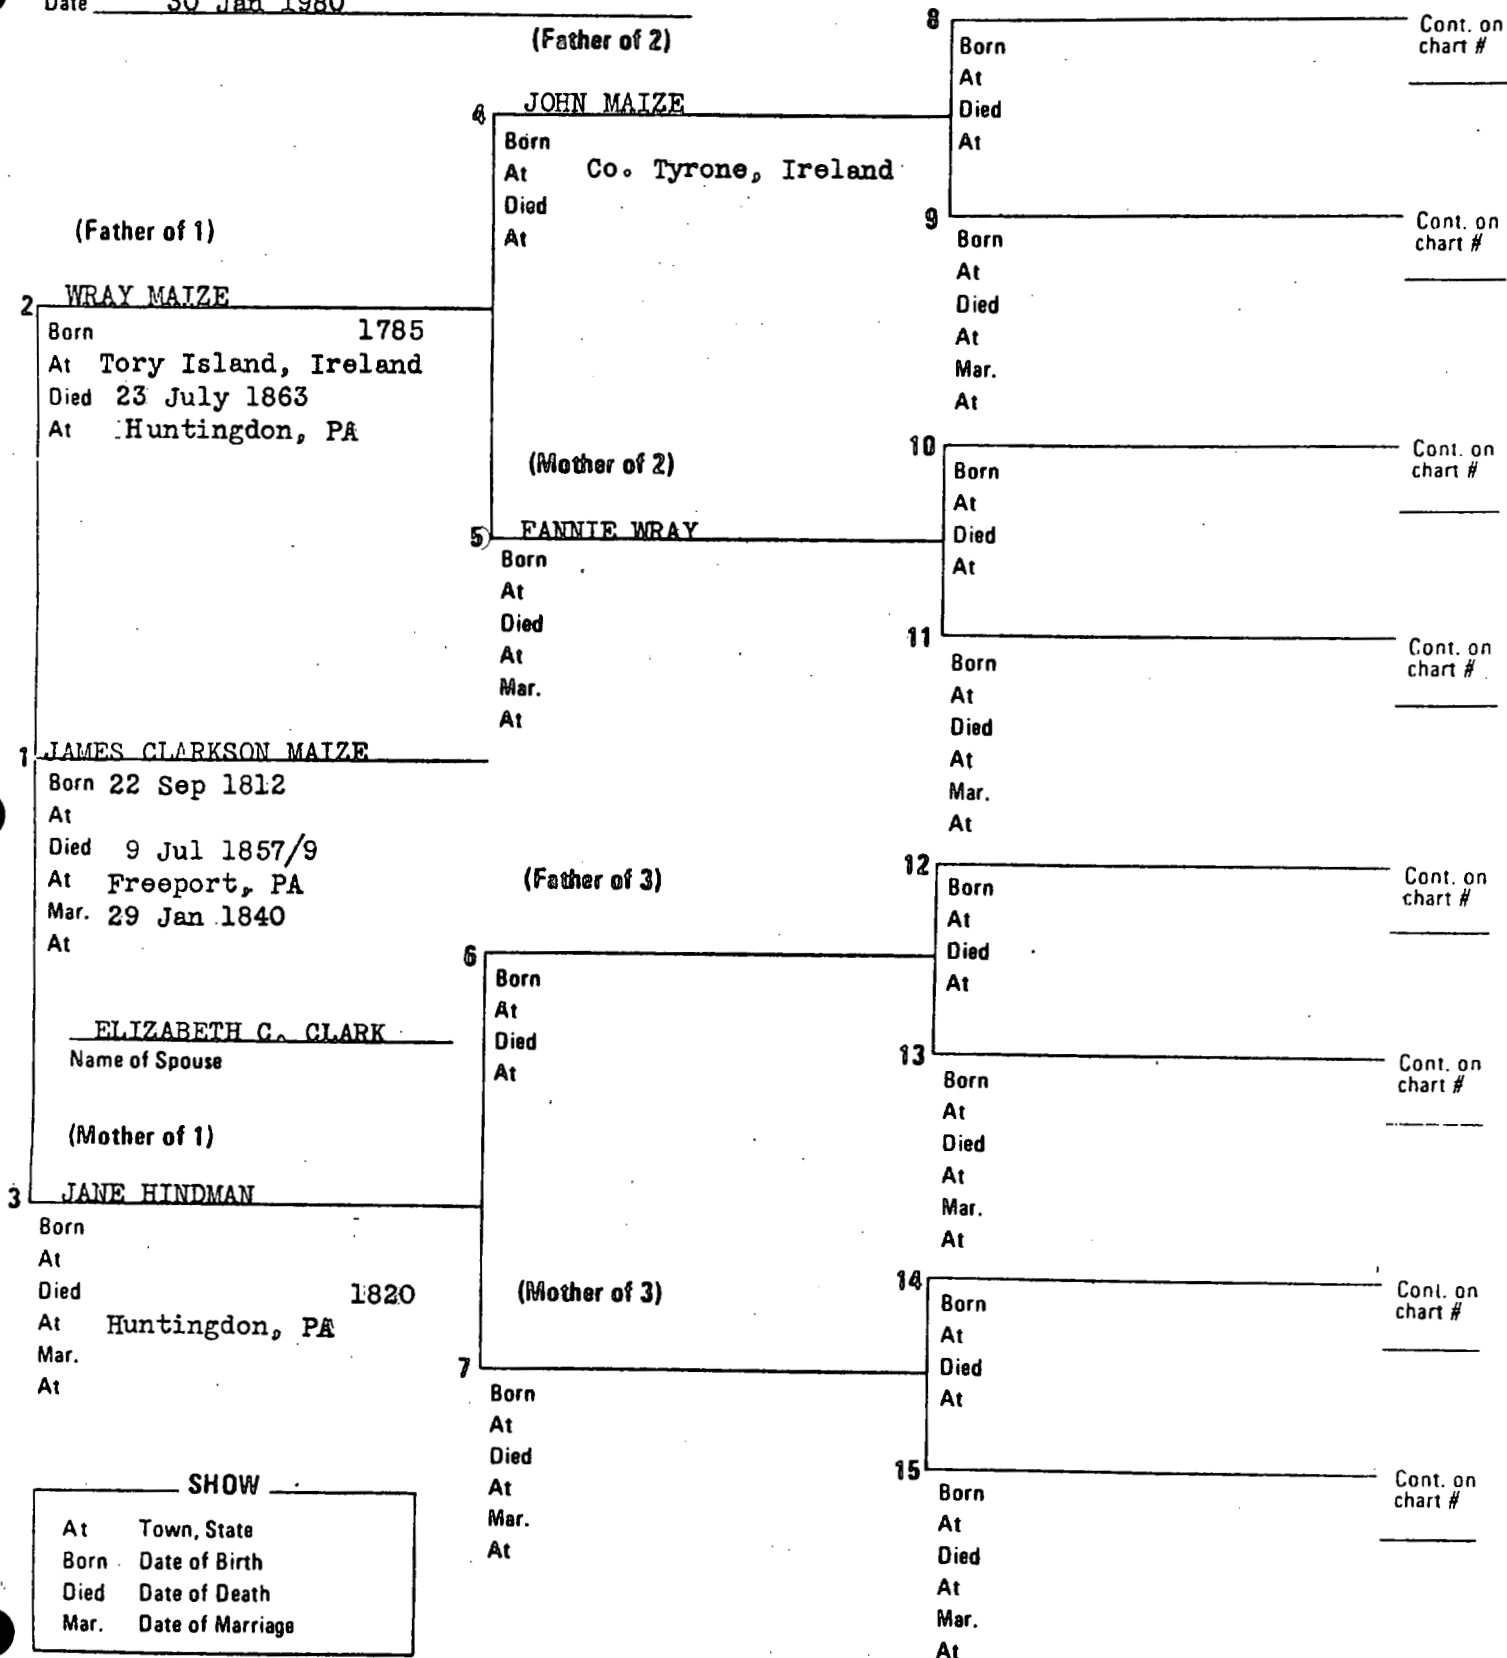 Date 30 Jan 1980
(Father of 2)
8
Cont. on
chart #
Born
At
Died
At
4 JOHN MAIZE
Born
At Co. Tyrone, Ireland
Died
At
9
Cont. on
chart #
Born
At
Died
At
Mar.
At
(Father of 1)
2 WRAY MAIZE
Born 1785
At Tory Island, Ireland
Died 23 July 1863
At Huntingdon, PA
(Mother of 2)
10
Cont. on
chart #
Born
At
Died
At
5 FANNIE WRAY
Born
At
Died
At
Mar.
At
11
Cont. on
chart #
Born
At
Died
At
Mar.
At
1 JAMES CLARKSON MAIZE
Born 22 Sep 1812
At
Died 9 Jul 1857/9
At Freeport, PA
Mar. 29 Jan 1840
At
(Father of 3)
12
Cont. on
chart #
Born
At
Died
At
6
Born
At
Died
At
ELIZABETH C. CLARK
Name of Spouse
13
Cont. on
chart #
Born
At
Died
At
Mar.
At
(Mother of 1)
3 JANE HINDMAN
Born
At
Died 1820
At Huntingdon, PA
Mar.
At
(Mother of 3)
14
Cont. on
chart #
Born
At
Died
At
7
Born
At
Died
At
Mar.
At
15
Cont. on
chart #
Born
At
Died
At
Mar.
At
SHOW
At Town, State
Born Date of Birth
Died Date of Death
Mar. Date of Marriage